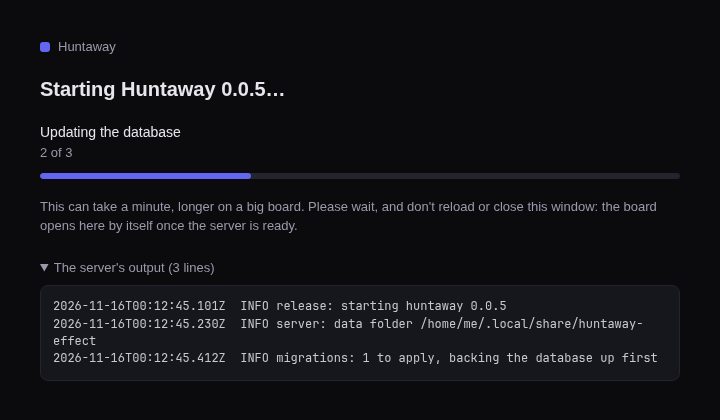 Huntaway
Starting Huntaway 0.0.5…
Updating the database
2 of 3
This can take a minute, longer on a big board. Please wait, and don't reload or close this window: the board
opens here by itself once the server is ready.
▼ The server's output (3 lines)
2026-11-16T00:12:45.101Z  INFO release: starting huntaway 0.0.5
2026-11-16T00:12:45.230Z  INFO server: data folder /home/me/.local/share/huntaway-
effect
2026-11-16T00:12:45.412Z  INFO migrations: 1 to apply, backing the database up first